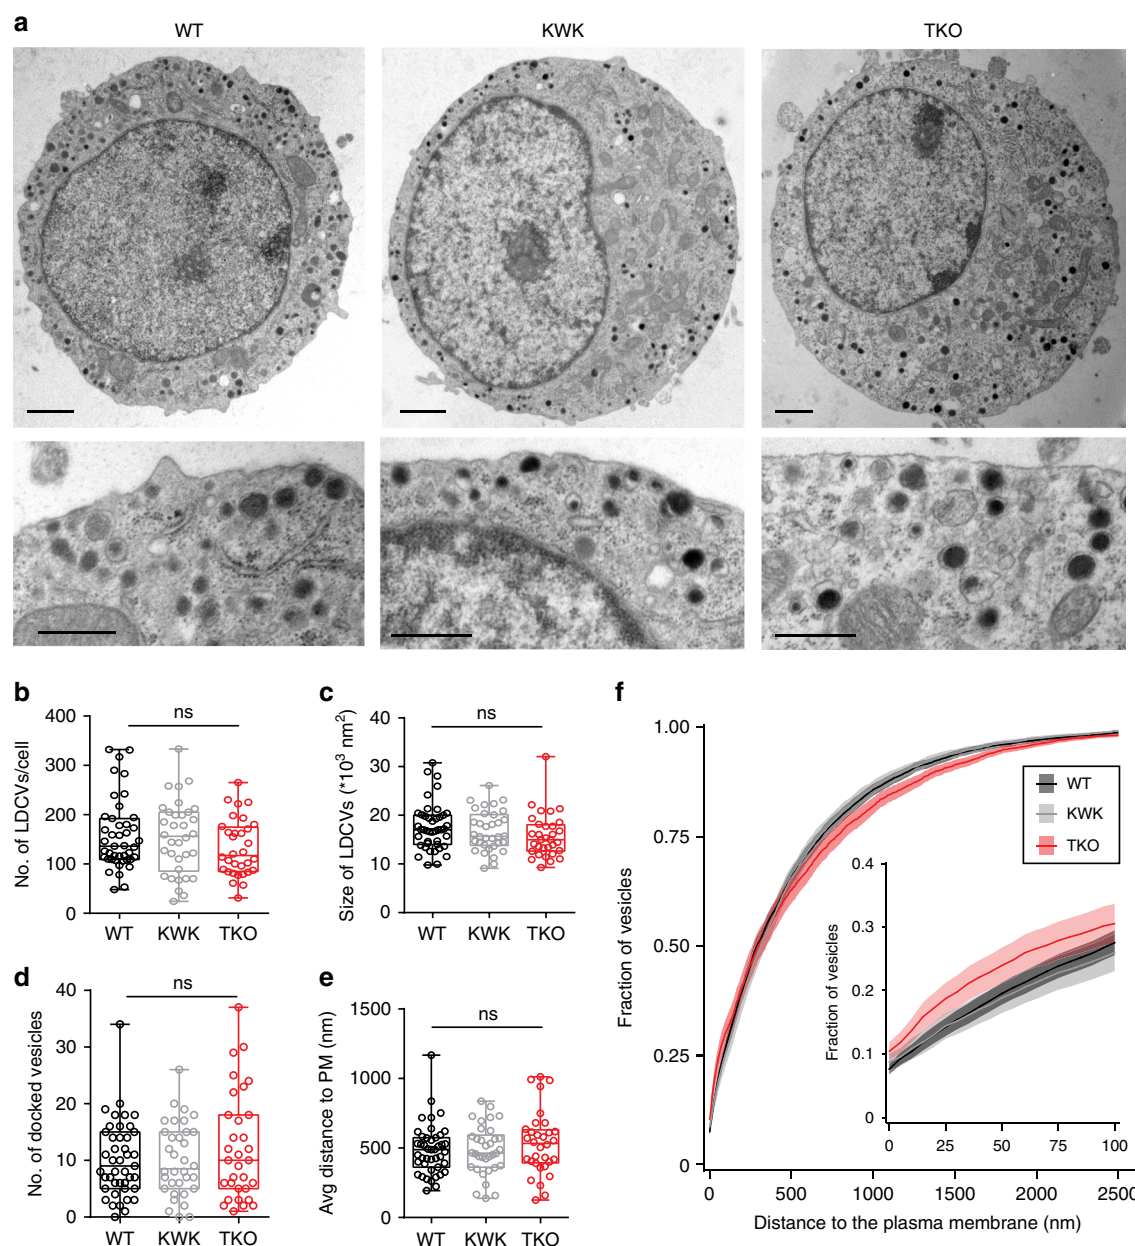 a
WT
KWK
TKO
b
No. of LDCVs/cell
400
300
200
100
0
ns
WT KWK TKO
c
Size of LDCVs (*10³ nm²)
40
30
20
10
0
ns
WT KWK TKO
d
No. of docked vesicles
40
30
20
10
0
ns
WT KWK TKO
e
Avg distance to PM (nm)
1500
1000
500
0
ns
WT KWK TKO
f
Fraction of vesicles
1.00
0.75
0.50
0.25
0
0 500 1000 1500 2000 2500
Distance to the plasma membrane (nm)
WT
KWK
TKO
Fraction of vesicles
0.4
0.3
0.2
0.1
0
0 25 50 75 100